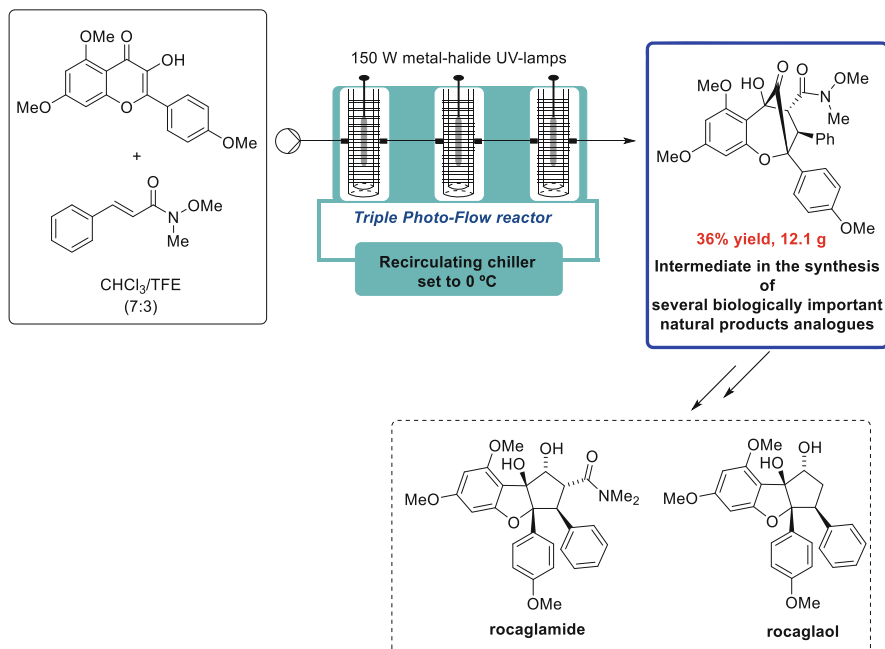 OMe
O
OH
MeO
O
OMe
+
O
N
OMe
Me
CHCl₃/TFE
(7:3)
150 W metal-halide UV-lamps
Triple Photo-Flow reactor
Recirculating chiller
set to 0 ºC
MeO
HO
O
O
OMe
N
Me
Ph
MeO
O
MeO
36% yield, 12.1 g
Intermediate in the synthesis
of
several biologically important
natural products analogues
OMe
HO
OH
O
NMe₂
MeO
O
OMe
rocaglamide
OMe
HO
OH
MeO
O
OMe
rocaglaol